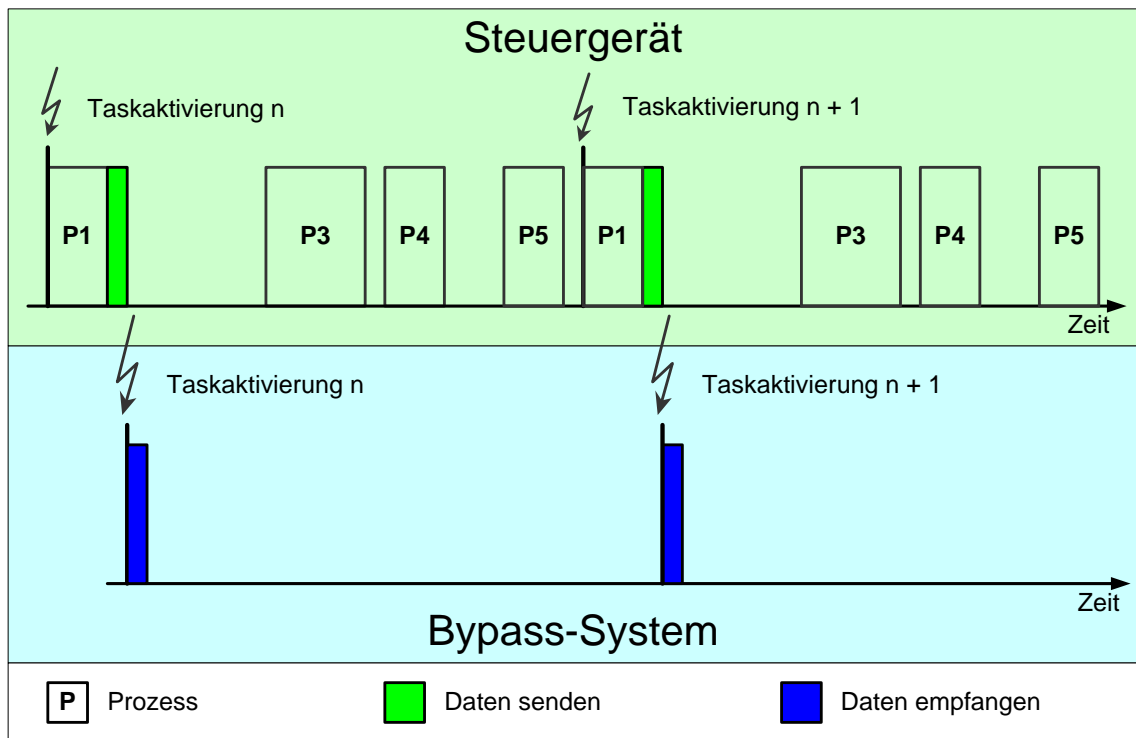 Steuergerät
Taskaktivierung n
Taskaktivierung n + 1
P1
P3
P4
P5
P1
P3
P4
P5
Zeit
Taskaktivierung n
Taskaktivierung n + 1
Zeit
Bypass-System
P Prozess
Daten senden
Daten empfangen